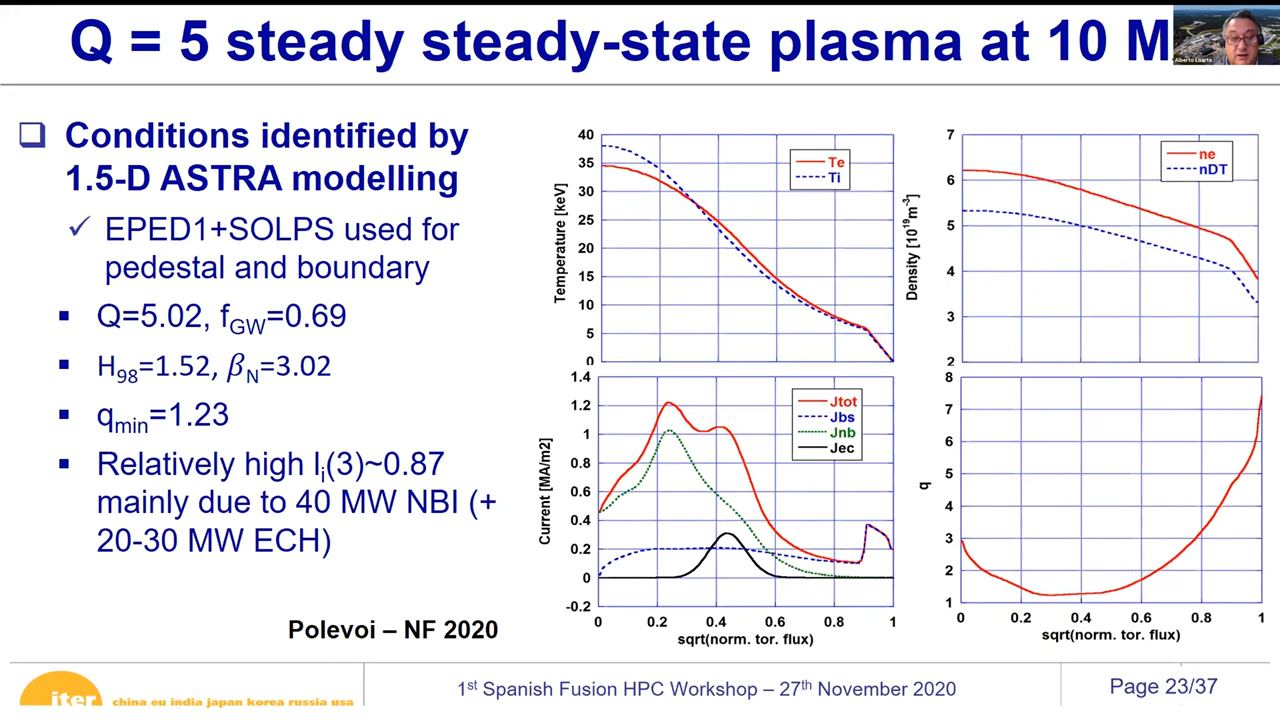 Q = 5 steady steady-state plasma at 10 M
Alberto Loarte
❑ Conditions identified by
1.5-D ASTRA modelling
✓ EPED1+SOLPS used for
pedestal and boundary
▪ Q=5.02, fGW=0.69
▪ H98=1.52, βN=3.02
▪ qmin=1.23
▪ Relatively high li(3)~0.87
mainly due to 40 MW NBI (+
20-30 MW ECH)
Polevoi – NF 2020
Temperature [keV]
40
35
30
25
20
15
10
5
0
Te
Ti
Density [10¹⁹m⁻³]
7
6
5
4
3
2
ne
nDT
Current [MA/m2]
1.4
1.2
1
0.8
0.6
0.4
0.2
0
-0.2
Jtot
Jbs
Jnb
Jec
0 0.2 0.4 0.6 0.8 1
sqrt(norm. tor. flux)
q
8
7
6
5
4
3
2
1
0 0.2 0.4 0.6 0.8 1
sqrt(norm. tor. flux)
iter
china eu india japan korea russia usa
1st Spanish Fusion HPC Workshop – 27th November 2020
Page 23/37